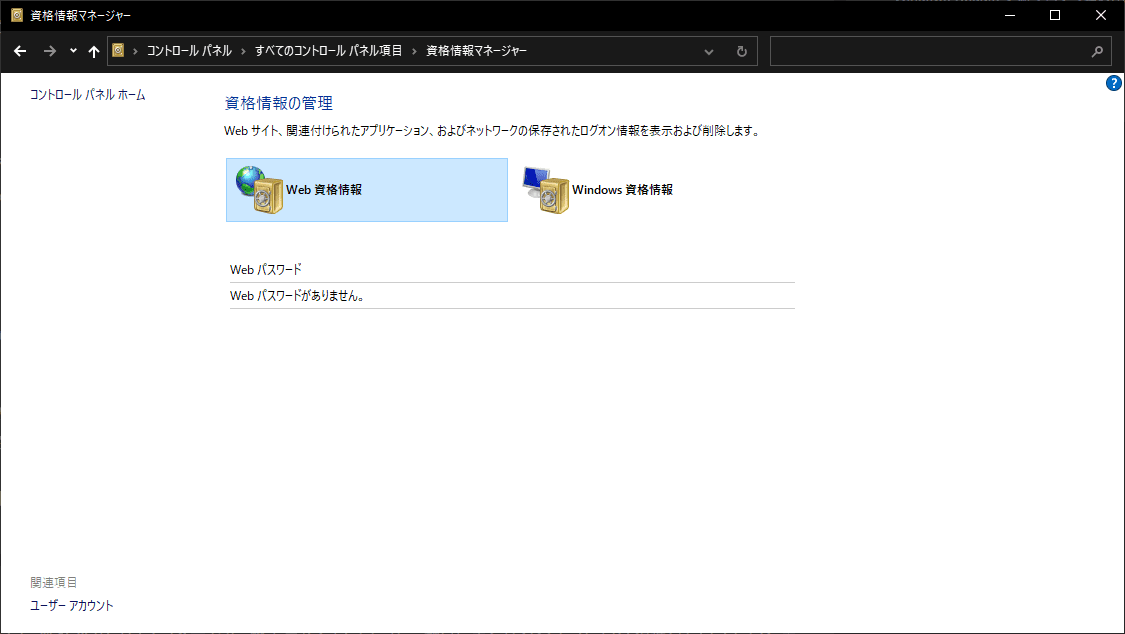 資格情報マネージャー
コントロール パネル › すべてのコントロール パネル項目 › 資格情報マネージャー
?
コントロール パネル ホーム
資格情報の管理
Web サイト、関連付けられたアプリケーション、およびネットワークの保存されたログオン情報を表示および削除します。
Web 資格情報
Windows 資格情報
Web パスワード
Web パスワードがありません。
関連項目
ユーザー アカウント